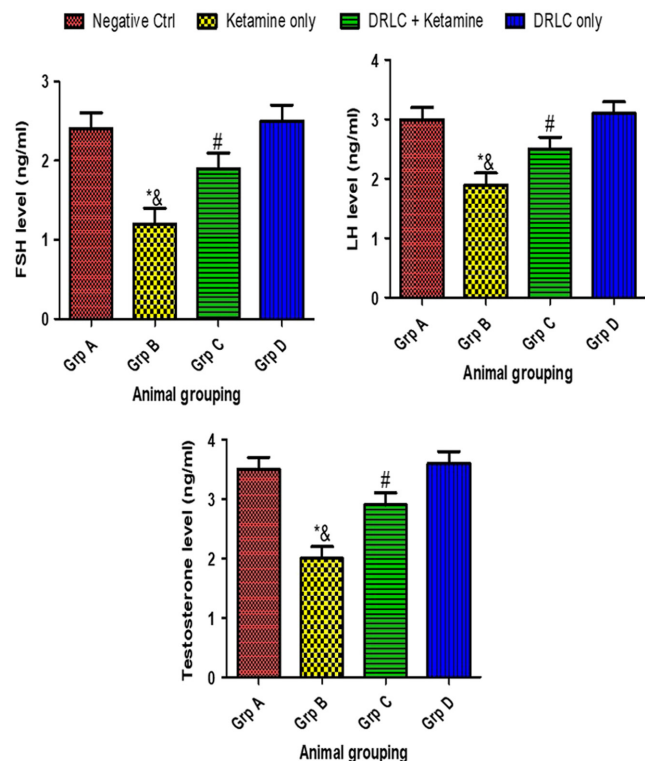 Negative Ctrl Ketamine only DRLC + Ketamine DRLC only
FSH level (ng/ml)
3
2
1
0
*&
#
Grp A Grp B Grp C Grp D
Animal grouping
LH level (ng/ml)
4
3
2
1
0
*&
#
Grp A Grp B Grp C Grp D
Animal grouping
Testosterone level (ng/ml)
4
3
2
1
0
*&
#
Grp A Grp B Grp C Grp D
Animal grouping